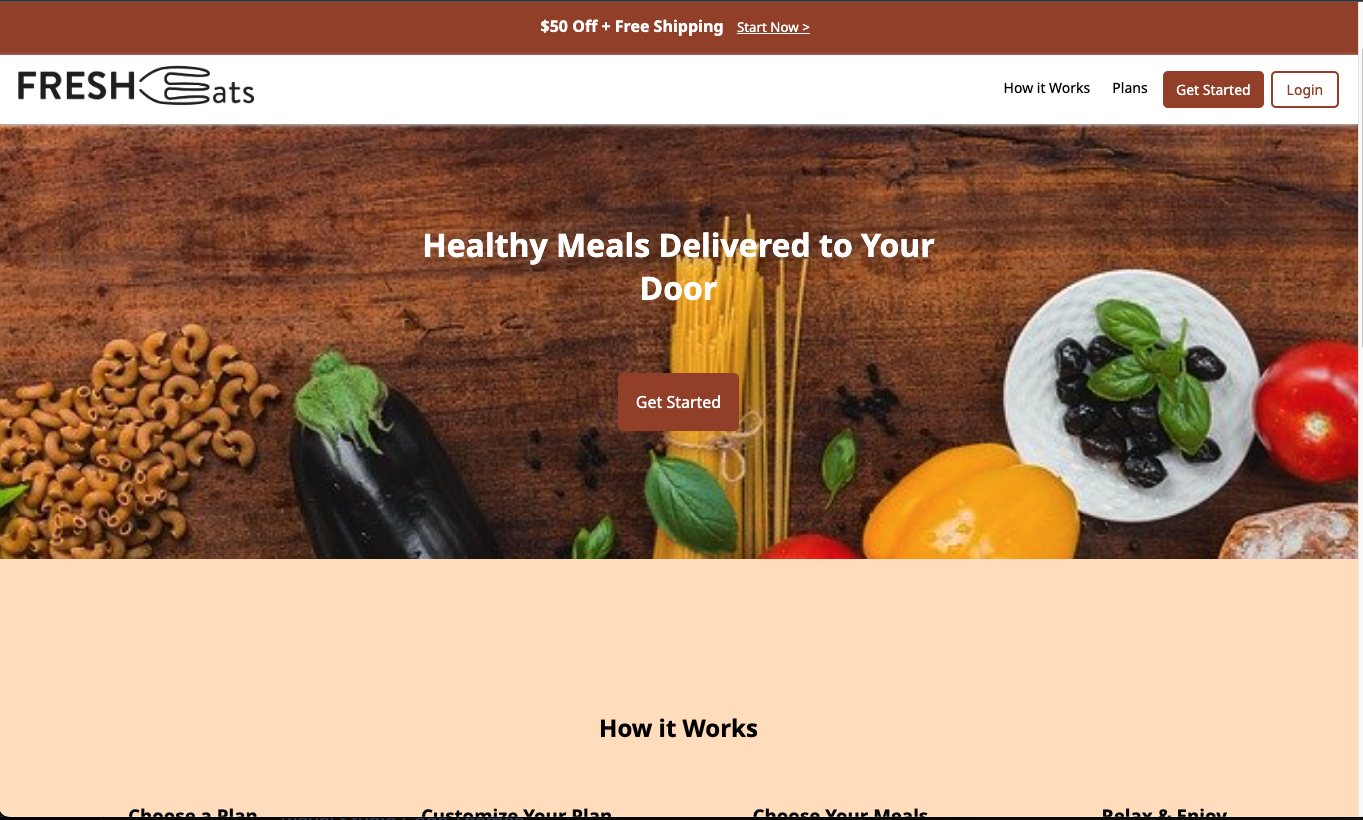 $50 Off + Free Shipping Start Now >
FRESH Eats
How it Works Plans Get Started Login
Healthy Meals Delivered to Your
Door
Get Started
How it Works
Choose a Plan Customize Your Plan Choose Your Meals Relax & Enjoy